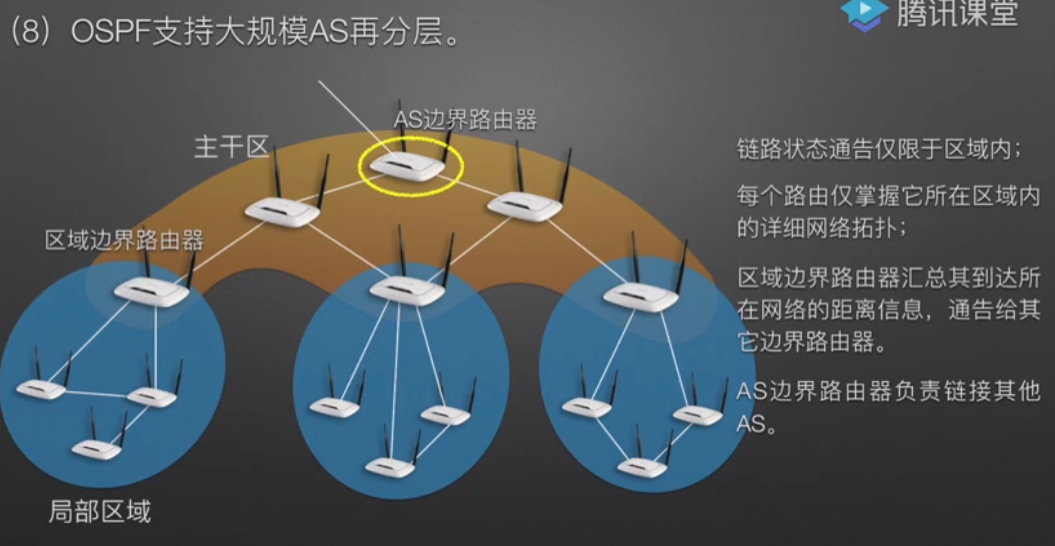 (8) OSPF支持大规模AS再分层。
腾讯课堂
AS边界路由器
主干区
区域边界路由器
局部区域
链路状态通告仅限于区域内；
每个路由仅掌握它所在区域内
的详细网络拓扑；
区域边界路由器汇总其到达所
在网络的距离信息，通告给其
它边界路由器。
AS边界路由器负责链接其他
AS。